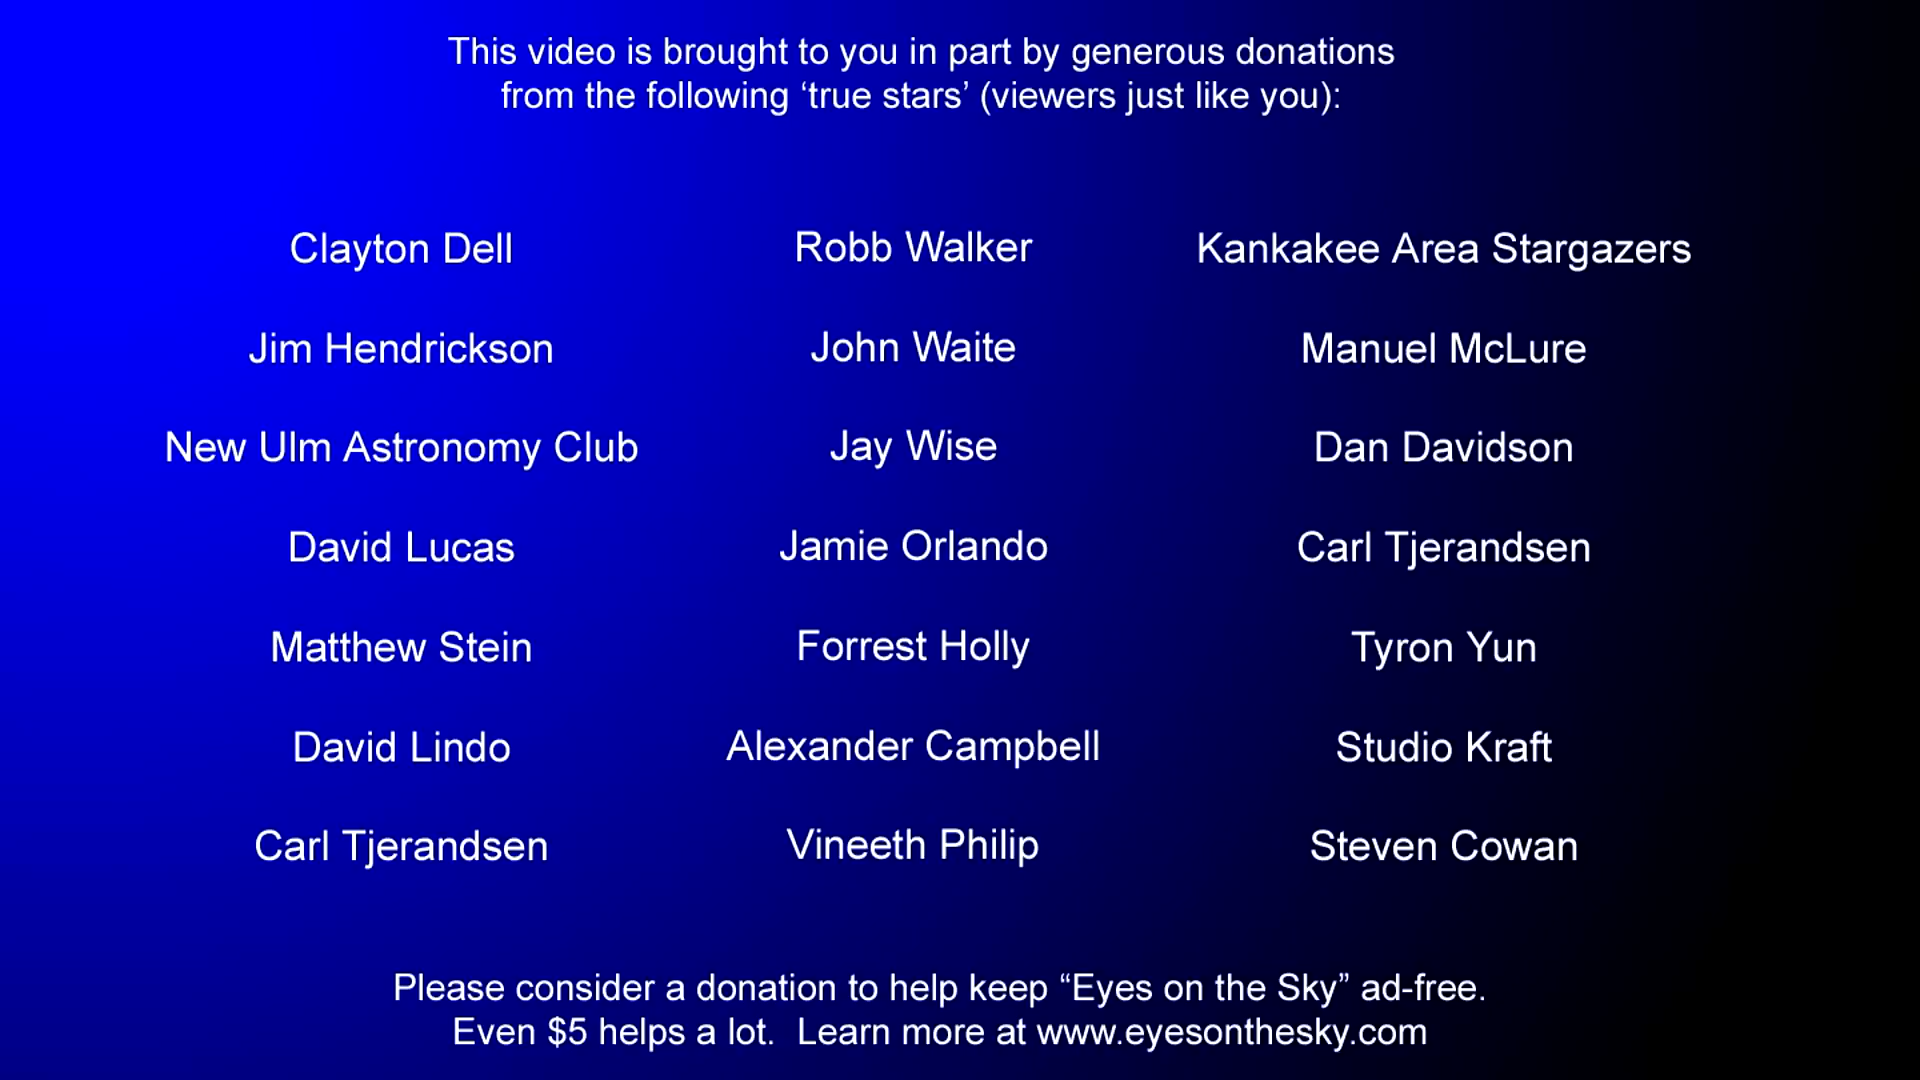 This video is brought to you in part by generous donations
from the following ‘true stars’ (viewers just like you):
Clayton Dell
Robb Walker
Kankakee Area Stargazers
Jim Hendrickson
John Waite
Manuel McLure
New Ulm Astronomy Club
Jay Wise
Dan Davidson
David Lucas
Jamie Orlando
Carl Tjerandsen
Matthew Stein
Forrest Holly
Tyron Yun
David Lindo
Alexander Campbell
Studio Kraft
Carl Tjerandsen
Vineeth Philip
Steven Cowan
Please consider a donation to help keep “Eyes on the Sky” ad-free.
Even $5 helps a lot.  Learn more at www.eyesonthesky.com